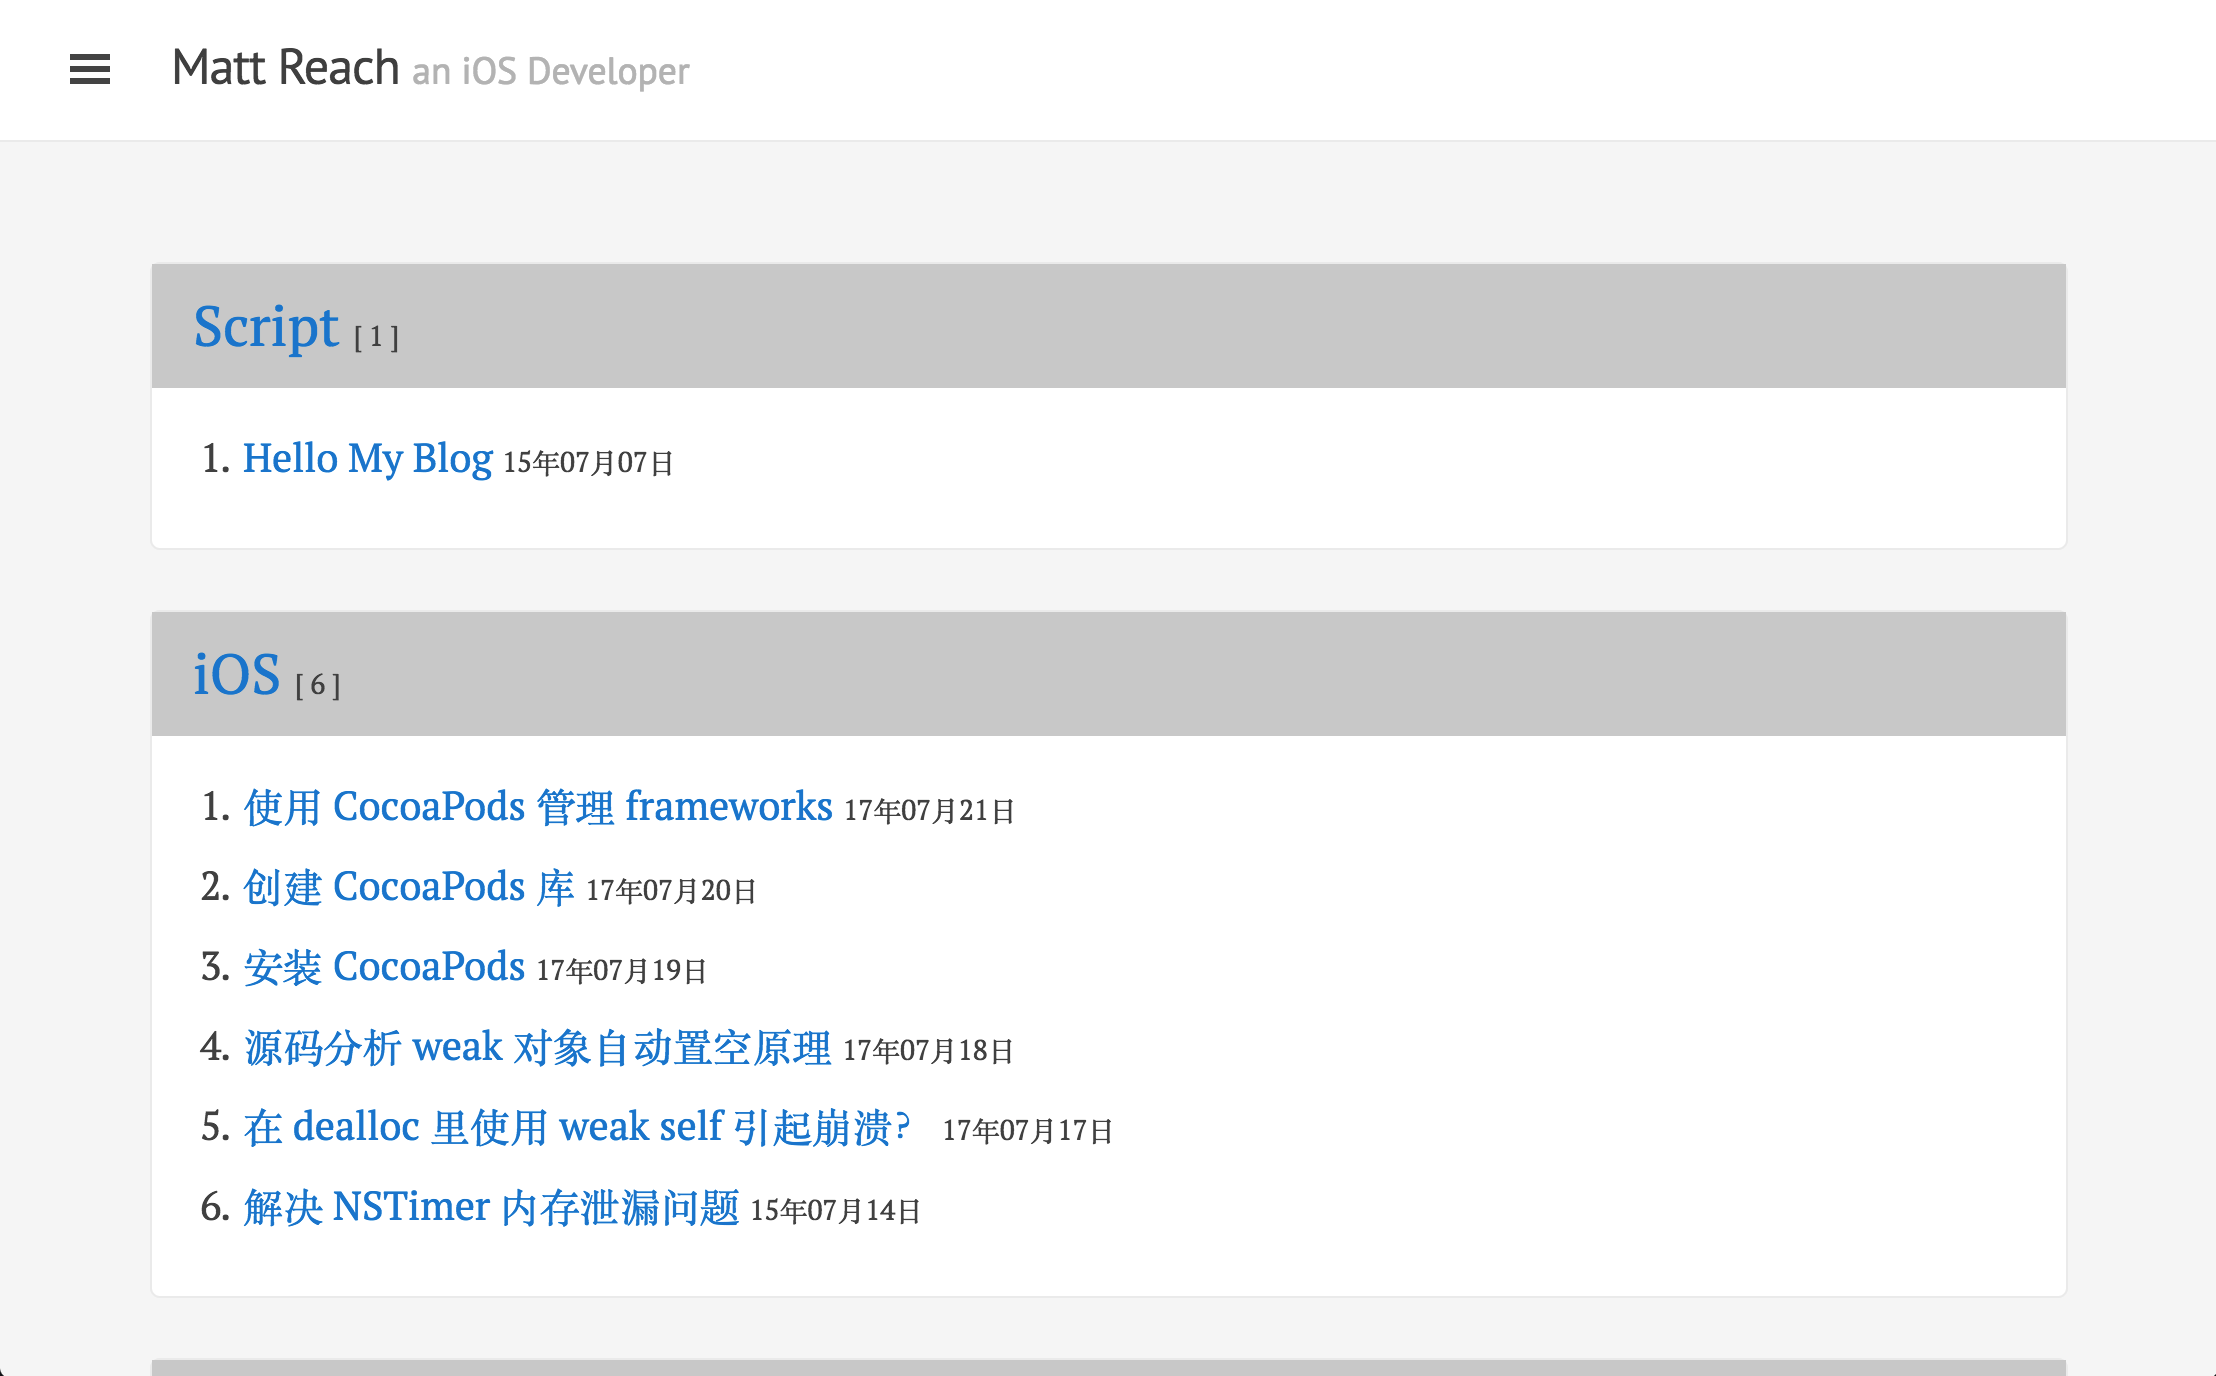 Matt Reach an iOS Developer
Script [ 1 ]
1. Hello My Blog 15年07月07日
iOS [ 6 ]
1. 使用 CocoaPods 管理 frameworks 17年07月21日
2. 创建 CocoaPods 库 17年07月20日
3. 安装 CocoaPods 17年07月19日
4. 源码分析 weak 对象自动置空原理 17年07月18日
5. 在 dealloc 里使用 weak self 引起崩溃？ 17年07月17日
6. 解决 NSTimer 内存泄漏问题 15年07月14日